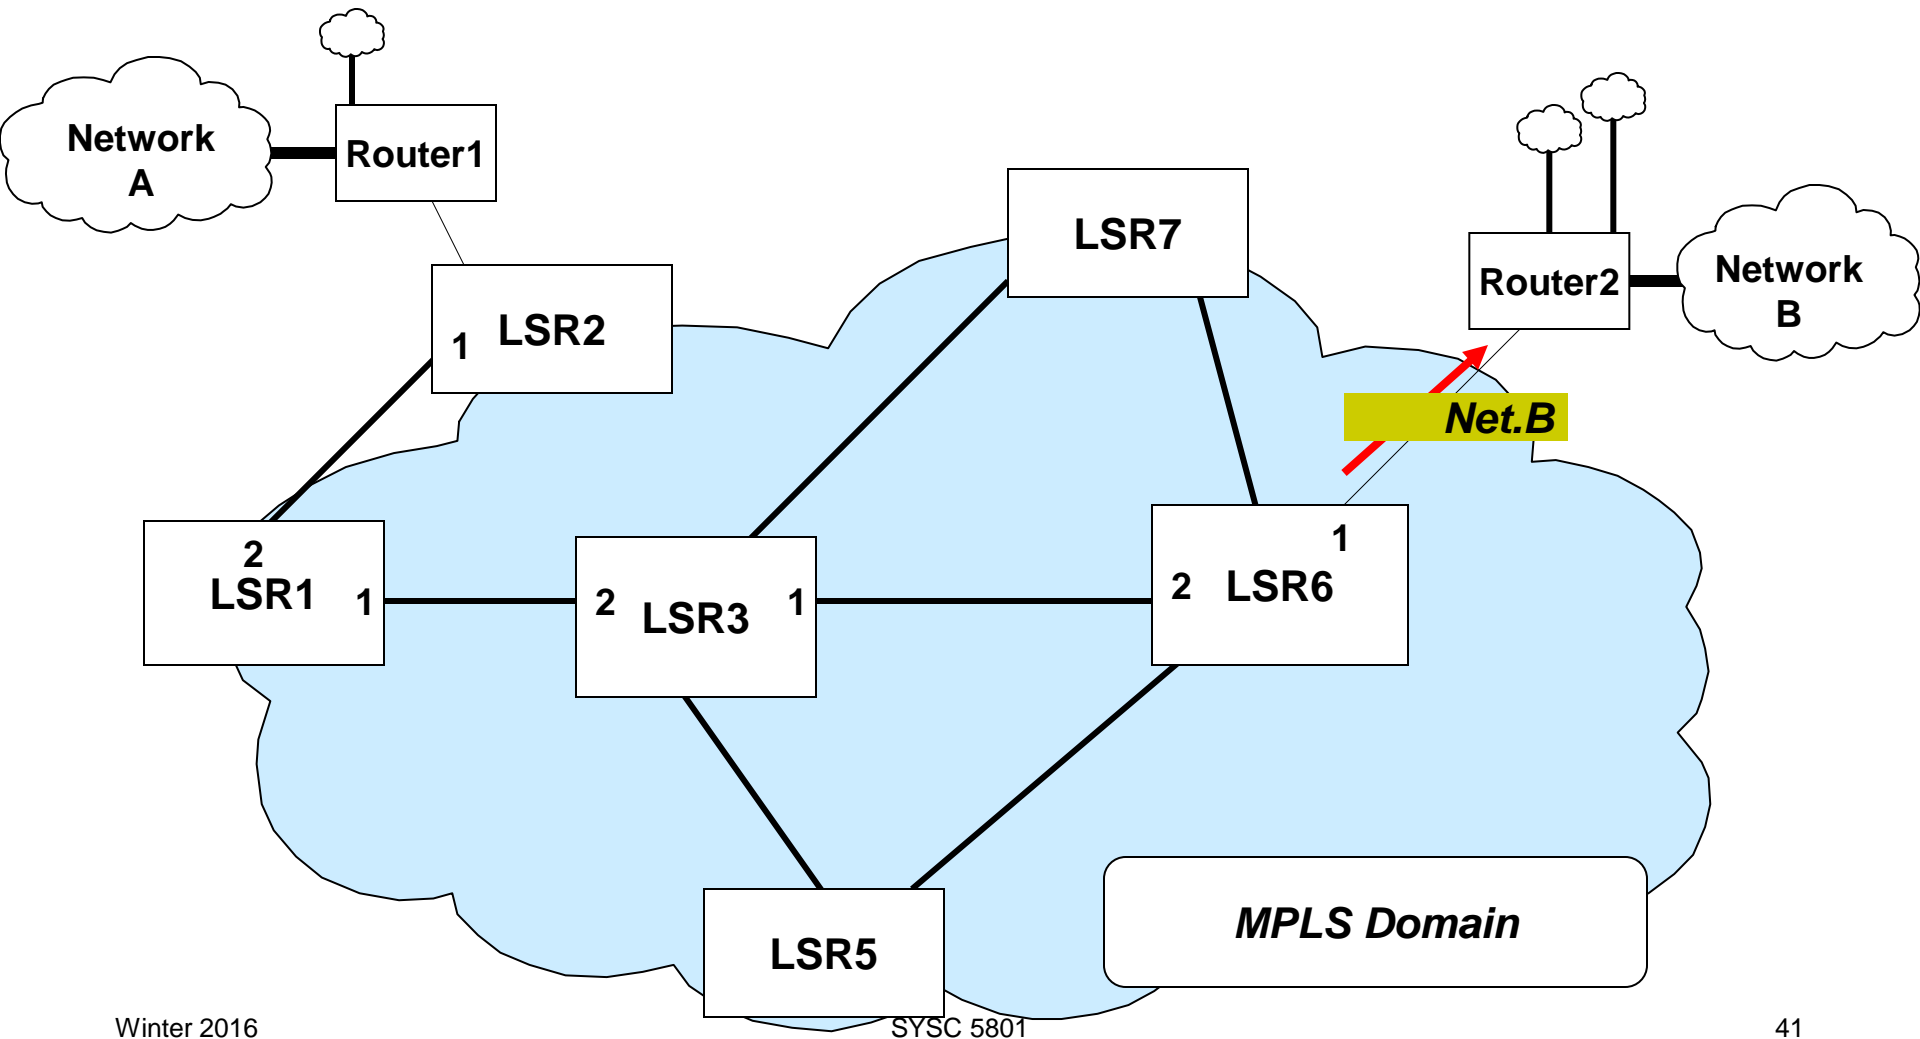 Network
A
Router1
LSR7
Router2
Network
B
1
LSR2
Net.B
2
LSR1
1
2
LSR3
1
1
2
LSR6
MPLS Domain
LSR5
Winter 2016
SYSC 5801
41